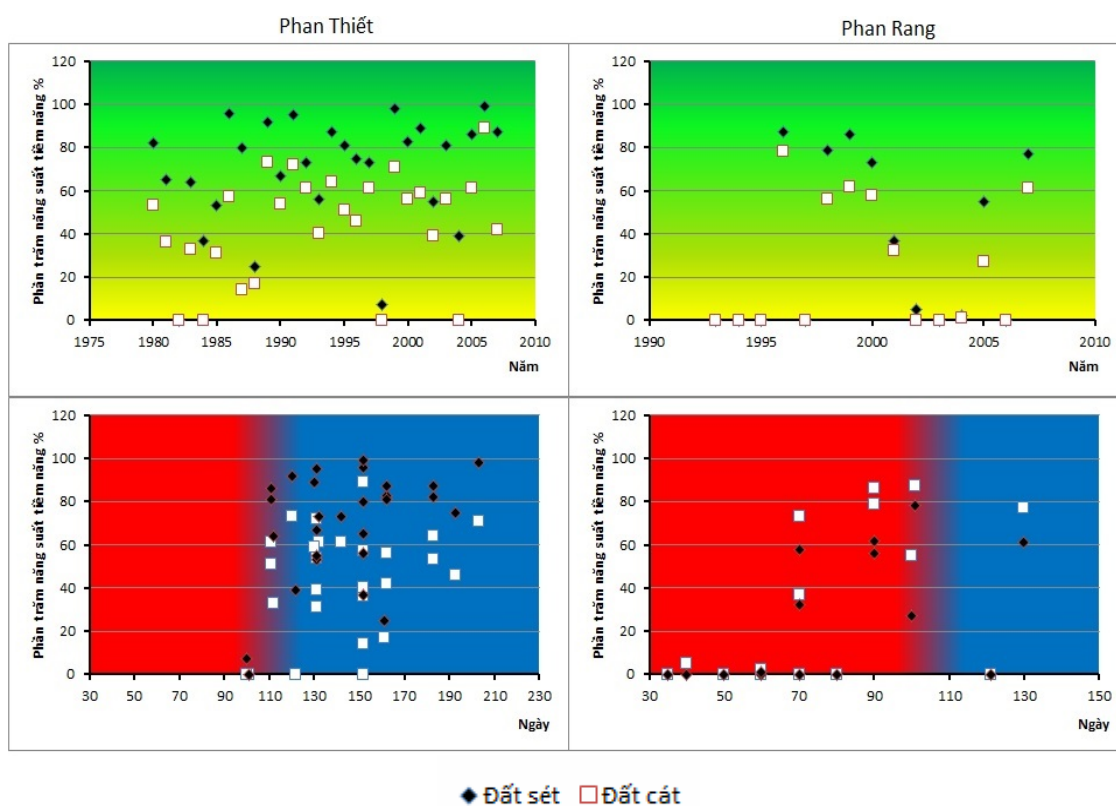 Phan Thiết
Phan Rang
Phần trăm năng suất tiềm năng %
120
100
80
60
40
20
0
1975 1980 1985 1990 1995 2000 2005 2010
Năm
Phần trăm năng suất tiềm năng %
120
100
80
60
40
20
0
1990 1995 2000 2005 2010
Năm
Phần trăm năng suất tiềm năng %
120
100
80
60
40
20
0
30 50 70 90 110 130 150 170 190 210 230
Ngày
Phần trăm năng suất tiềm năng %
120
100
80
60
40
20
0
30 50 70 90 110 130 150
Ngày
Đất sét Đất cát